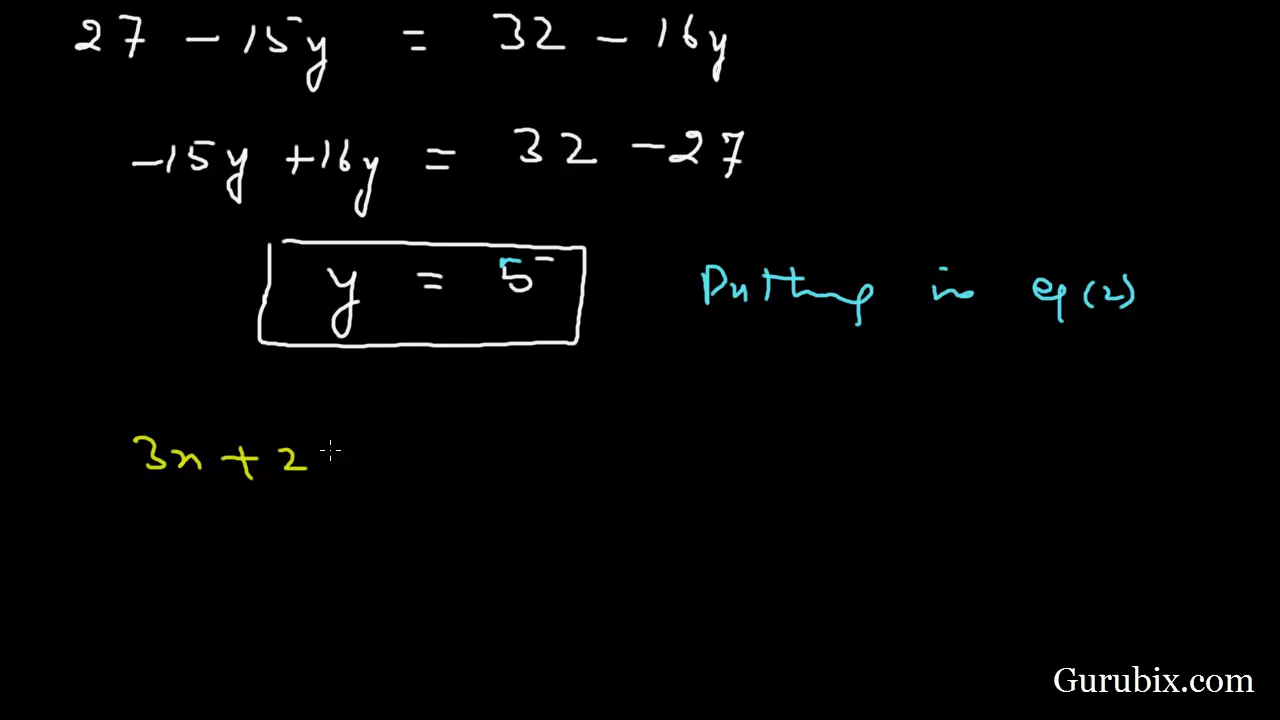 27 - 15y = 32 - 16y
-15y + 16y = 32 - 27
y = 5
Putting in eq(2)
3x + 2
Gurubix.com